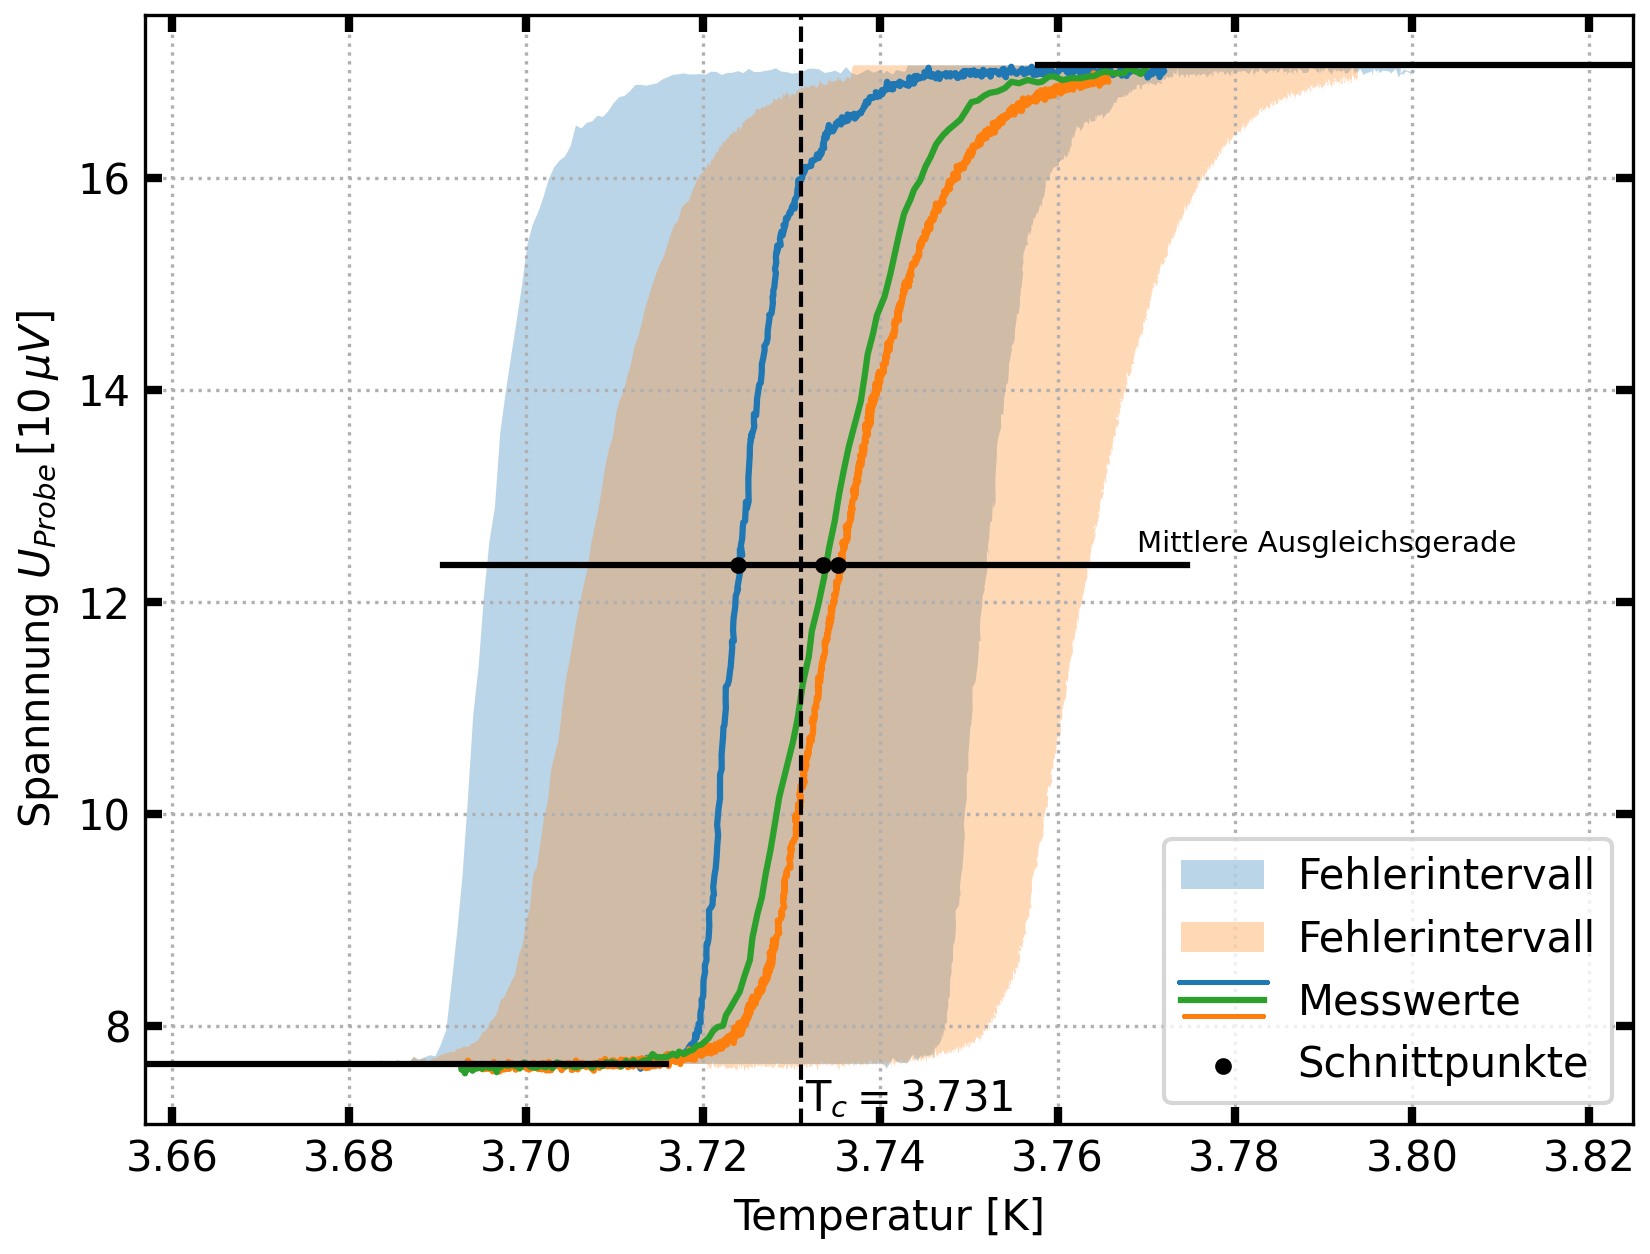 Spannnung U_Probe [10 μV]
16
14
12
10
8
Mittlere Ausgleichsgerade
Fehlerintervall
Fehlerintervall
Messwerte
Schnittpunkte
T_c = 3.731
3.66 3.68 3.70 3.72 3.74 3.76 3.78 3.80 3.82
Temperatur [K]